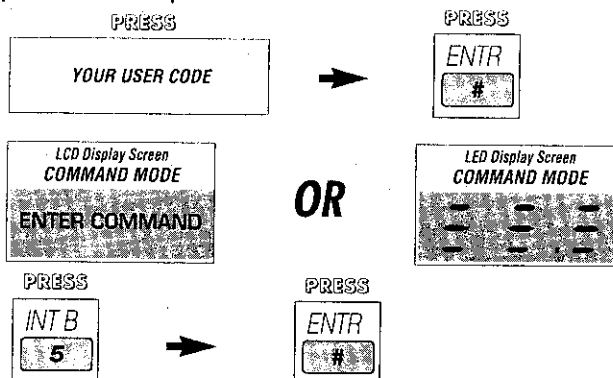 PRESS
PRESS
YOUR USER CODE
ENTR
#
LCD Display Screen
COMMAND MODE
ENTER COMMAND
OR
LED Display Screen
COMMAND MODE
PRESS
PRESS
INT B
5
ENTR
#